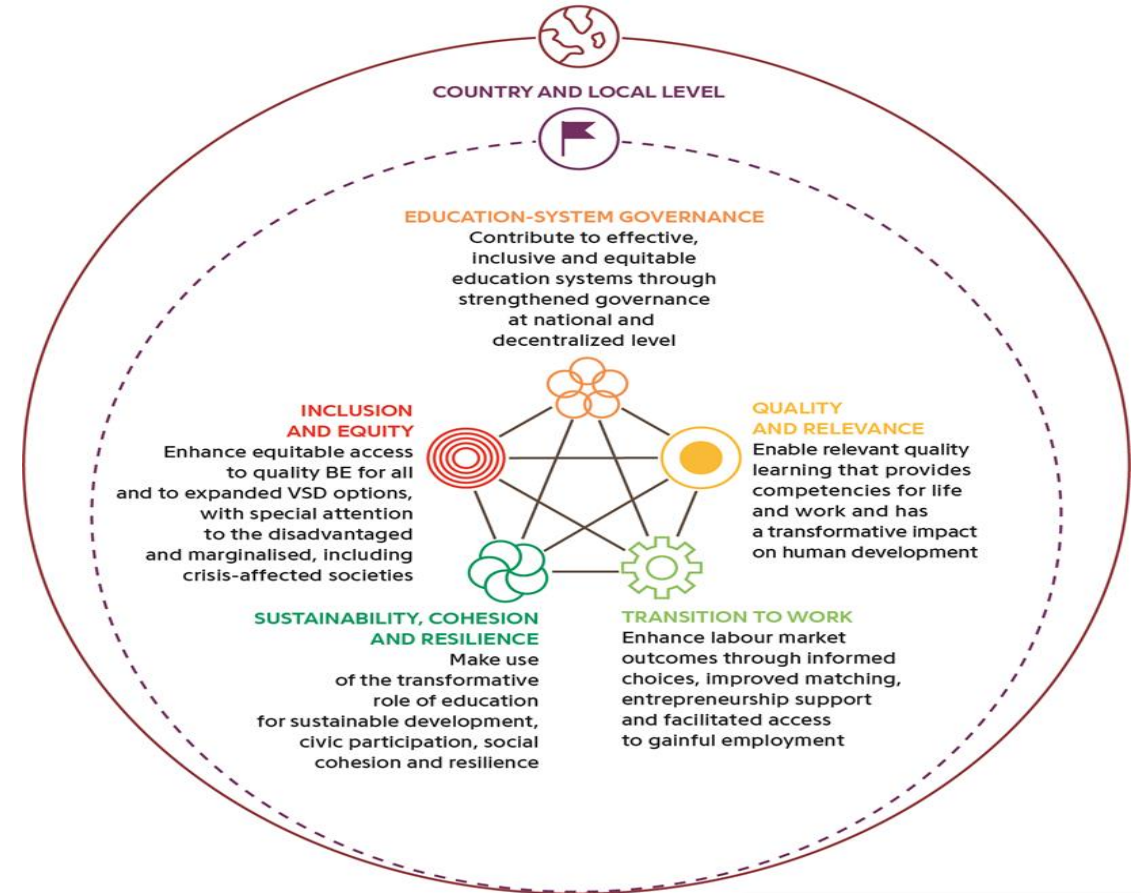 COUNTRY AND LOCAL LEVEL
EDUCATION-SYSTEM GOVERNANCE
Contribute to effective,
inclusive and equitable
education systems through
strengthened governance
at national and
decentralized level
INCLUSION
AND EQUITY
Enhance equitable access
to quality BE for all
and to expanded VSD options,
with special attention
to the disadvantaged
and marginalised, including
crisis-affected societies
QUALITY
AND RELEVANCE
Enable relevant quality
learning that provides
competencies for life
and work and has
a transformative impact
on human development
SUSTAINABILITY, COHESION
AND RESILIENCE
Make use
of the transformative
role of education
for sustainable development,
civic participation, social
cohesion and resilience
TRANSITION TO WORK
Enhance labour market
outcomes through informed
choices, improved matching,
entrepreneurship support
and facilitated access
to gainful employment